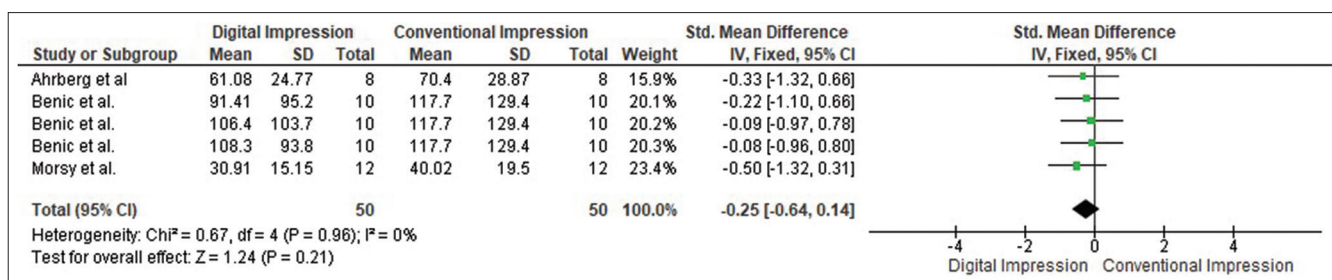 Digital Impression Conventional Impression Std. Mean Difference Std. Mean Difference
Study or Subgroup Mean SD Total Mean SD Total Weight IV, Fixed, 95% CI IV, Fixed, 95% CI
Ahrberg et al 61.08 24.77 8 70.4 28.87 8 15.9% -0.33 [-1.32, 0.66]
Benic et al. 91.41 95.2 10 117.7 129.4 10 20.1% -0.22 [-1.10, 0.66]
Benic et al. 106.4 103.7 10 117.7 129.4 10 20.2% -0.09 [-0.97, 0.78]
Benic et al. 108.3 93.8 10 117.7 129.4 10 20.3% -0.08 [-0.96, 0.80]
Morsy et al. 30.91 15.15 12 40.02 19.5 12 23.4% -0.50 [-1.32, 0.31]
Total (95% CI) 50 50 100.0% -0.25 [-0.64, 0.14]
Heterogeneity: Chi² = 0.67, df = 4 (P = 0.96); I² = 0%
Test for overall effect: Z = 1.24 (P = 0.21)
-4 -2 0 2 4
Digital Impression Conventional Impression